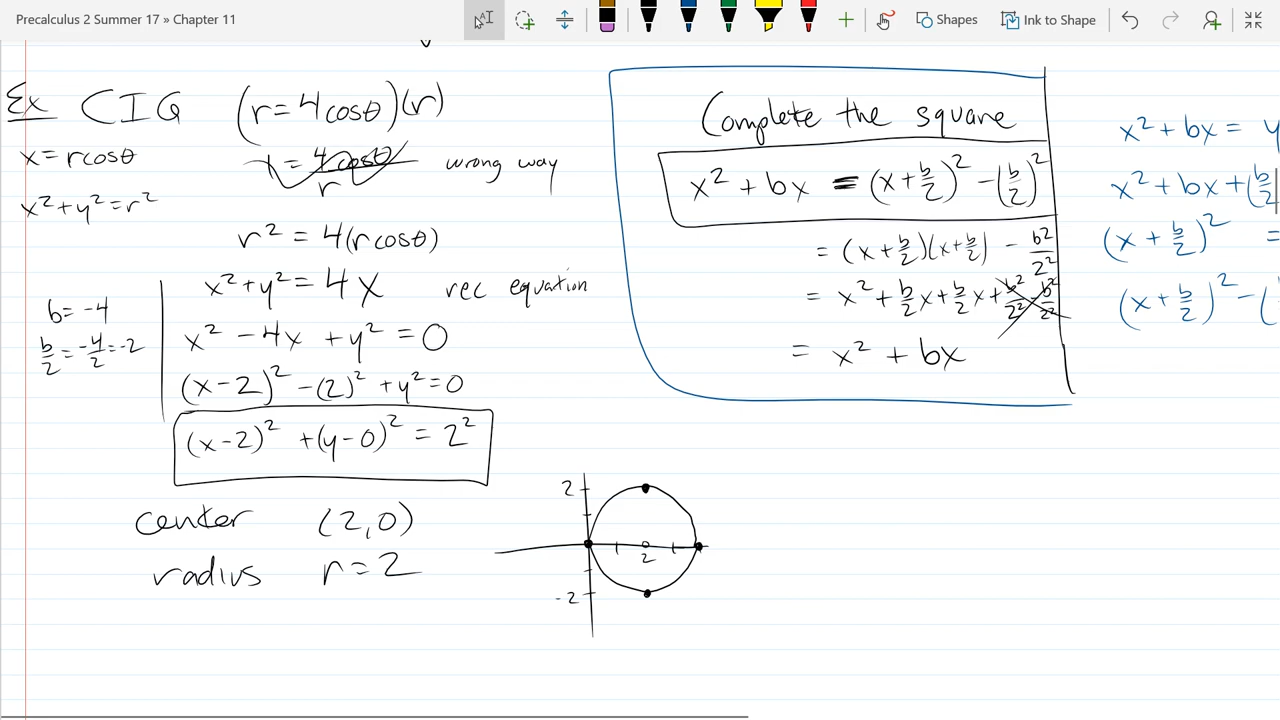 Precalculus 2 Summer 17 » Chapter 11
Shapes
Ink to Shape
Ex CIG (r=4cosθ)(r)
x=rcosθ
wrong way
x²+y²=r²
r² = 4(rcosθ)
x²+y² = 4x rec equation
b=-4
b/2 = -4/2 = -2
x² - 4x + y² = 0
(x-2)² - (2)² + y² = 0
(x-2)² + (y-0)² = 2²
center (2,0)
radius r=2
2
2
-2
Complete the square
x² + bx = (x+b/2)² - (b/2)²
= (x+b/2)(x+b/2) - b²/2²
= x² + b/2x + b/2x + b²/2² - b²/2²
= x² + bx
x² + bx =
x² + bx + (b/2
(x + b/2)² =
(x + b/2)² - (